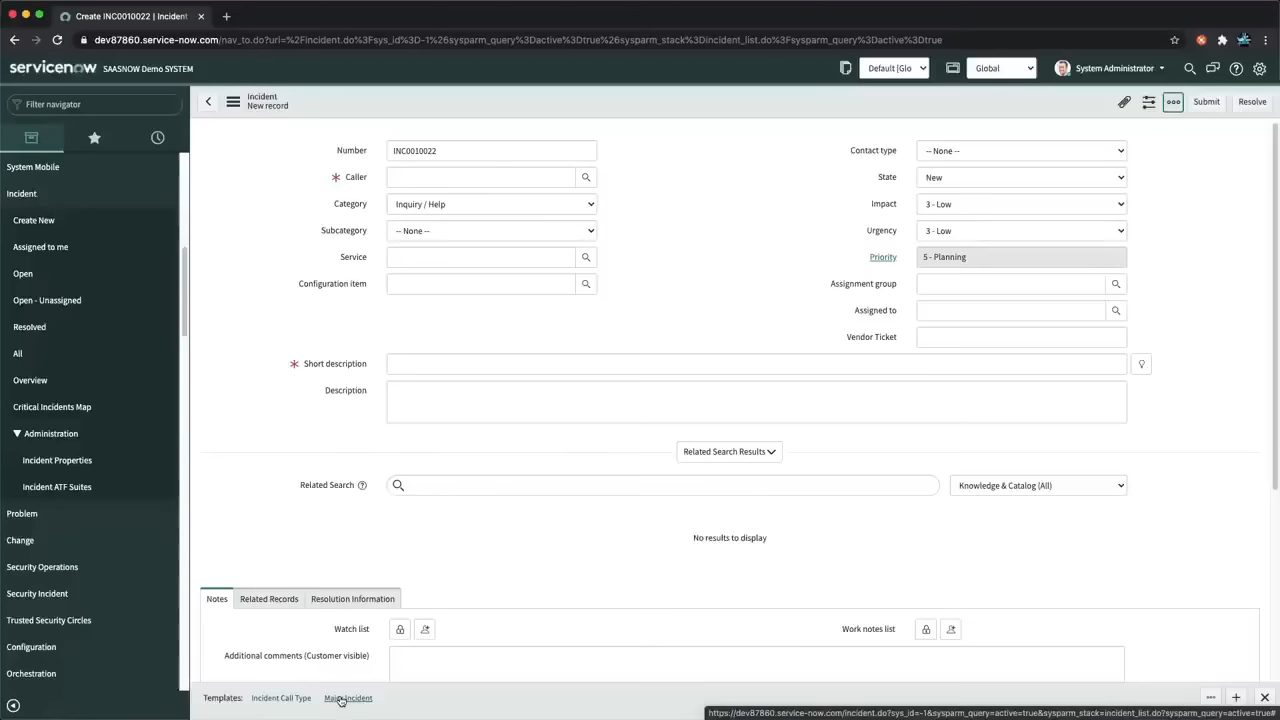 Create INC0010022 | Incident
dev87860.service-now.com/nav_to.do?uri=%2Fincident.do%3Fsys_id%3D-1%26sysparm_query%3Dactive%3Dtrue%26sysparm_stack%3Dincident_list.do%3Fsysparm_query%3Dactive%3Dtrue
servicenow SAASNOW Demo SYSTEM
Default [Glo
Global
System Administrator
Filter navigator
Incident
New record
Submit
Resolve
System Mobile
Incident
Create New
Assigned to me
Open
Open - Unassigned
Resolved
All
Overview
Critical Incidents Map
Administration
Incident Properties
Incident ATF Suites
Problem
Change
Security Operations
Security Incident
Trusted Security Circles
Configuration
Orchestration
Number INC0010022
Caller
Category Inquiry / Help
Subcategory -- None --
Service
Configuration item
Contact type -- None --
State New
Impact 3 - Low
Urgency 3 - Low
Priority 5 - Planning
Assignment group
Assigned to
Vendor Ticket
Short description
Description
Related Search Results
Related Search Knowledge & Catalog (All)
No results to display
Notes Related Records Resolution Information
Watch list Work notes list
Additional comments (Customer visible)
Templates: Incident Call Type Major Incident
https://dev87860.service-now.com/incident.do?sys_id=-1&sysparm_query=active=true&sysparm_stack=incident_list.do?sysparm_query=active=true#